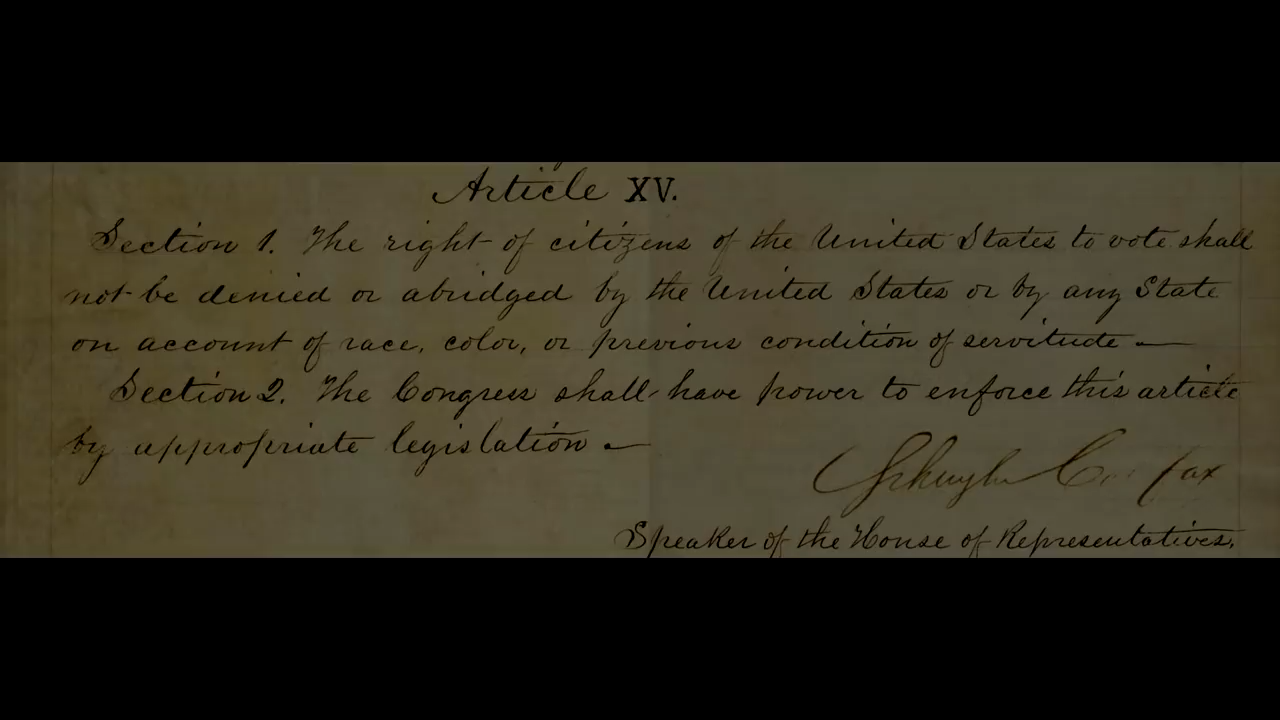 Article XV.
Section 1. The right of citizens of the United States to vote shall
not be denied or abridged by the United States or by any State
on account of race, color, or previous condition of servitude —
Section 2. The Congress shall have power to enforce this article
by appropriate legislation —
Schuyler Colfax
Speaker of the House of Representatives.